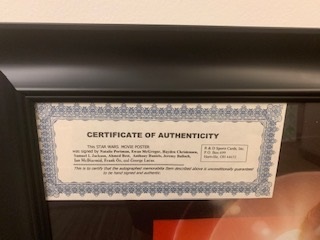 CERTIFICATE OF AUTHENTICITY
This STAR WARS MOVIE POSTER
was signed by Natalie Portman, Ewan McGregor, Hayden Christensen,
Samuel L Jackson, Ahmed Best, Anthony Daniels, Jeremy Bulloch,
Ian McDiarmid, Frank Oz, and George Lucas
R & D Sports Cards, Inc.
P.O. Box
This is to certify that the autographed memorabilia item described above is unconditionally guaranteed
to be hand signed and authentic.